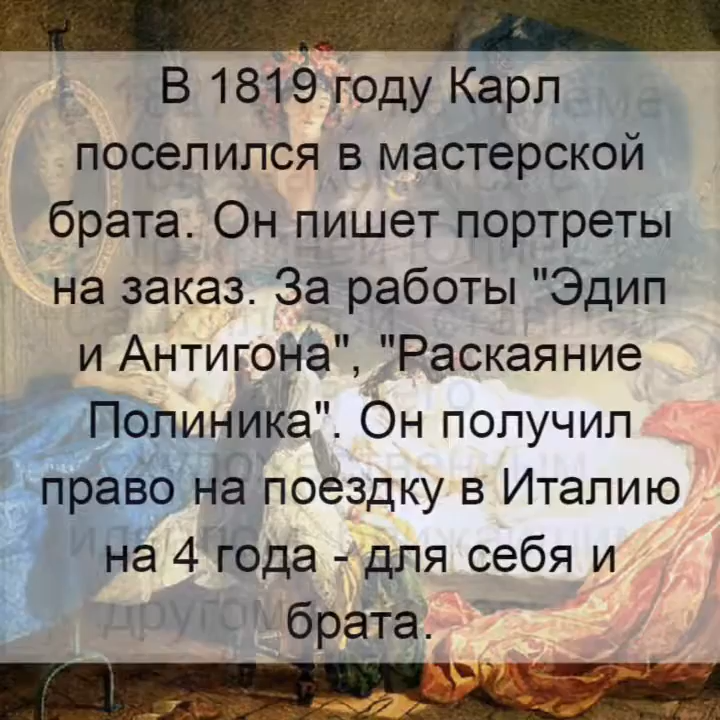 В 1819 году Карл
поселился в мастерской
брата. Он пишет портреты
на заказ. За работы "Эдип
и Антигона", "Раскаяние
Полиника". Он получил
право на поездку в Италию
на 4 года - для себя и
брата.